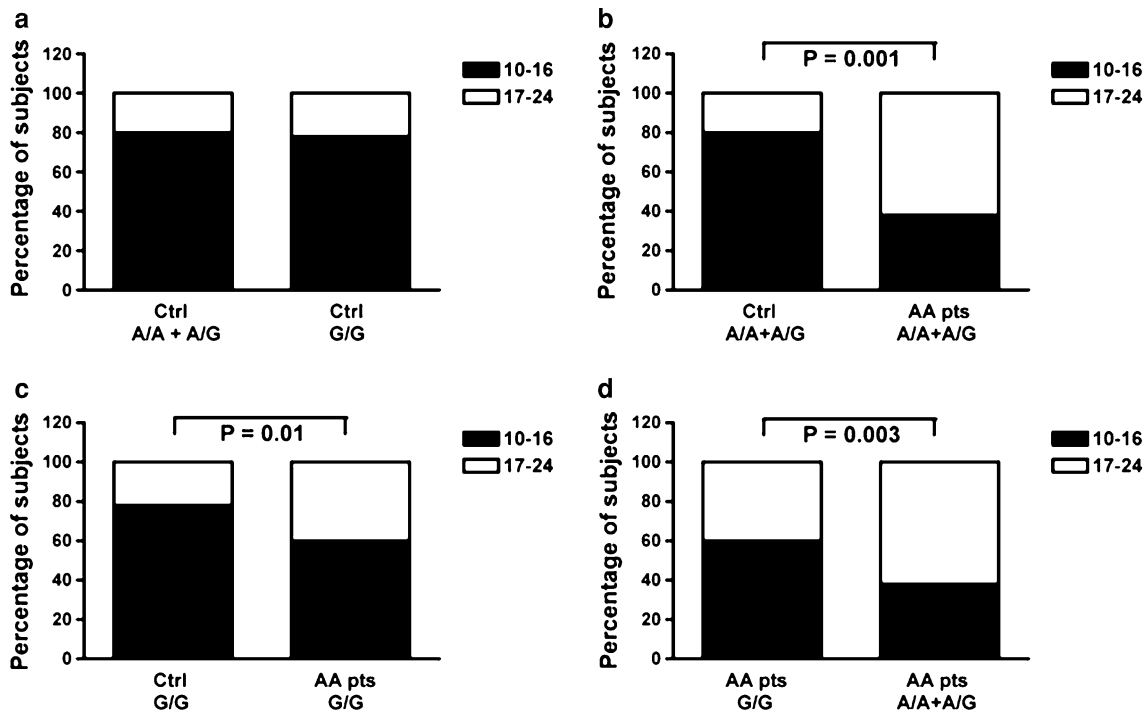 a
Percentage of subjects
120
100
80
60
40
20
0
10-16
17-24
Ctrl
A/A + A/G
Ctrl
G/G
b
Percentage of subjects
120
100
80
60
40
20
0
P = 0.001
10-16
17-24
Ctrl
A/A+A/G
AA pts
A/A+A/G
c
Percentage of subjects
120
100
80
60
40
20
0
P = 0.01
10-16
17-24
Ctrl
G/G
AA pts
G/G
d
Percentage of subjects
120
100
80
60
40
20
0
P = 0.003
10-16
17-24
AA pts
G/G
AA pts
A/A+A/G